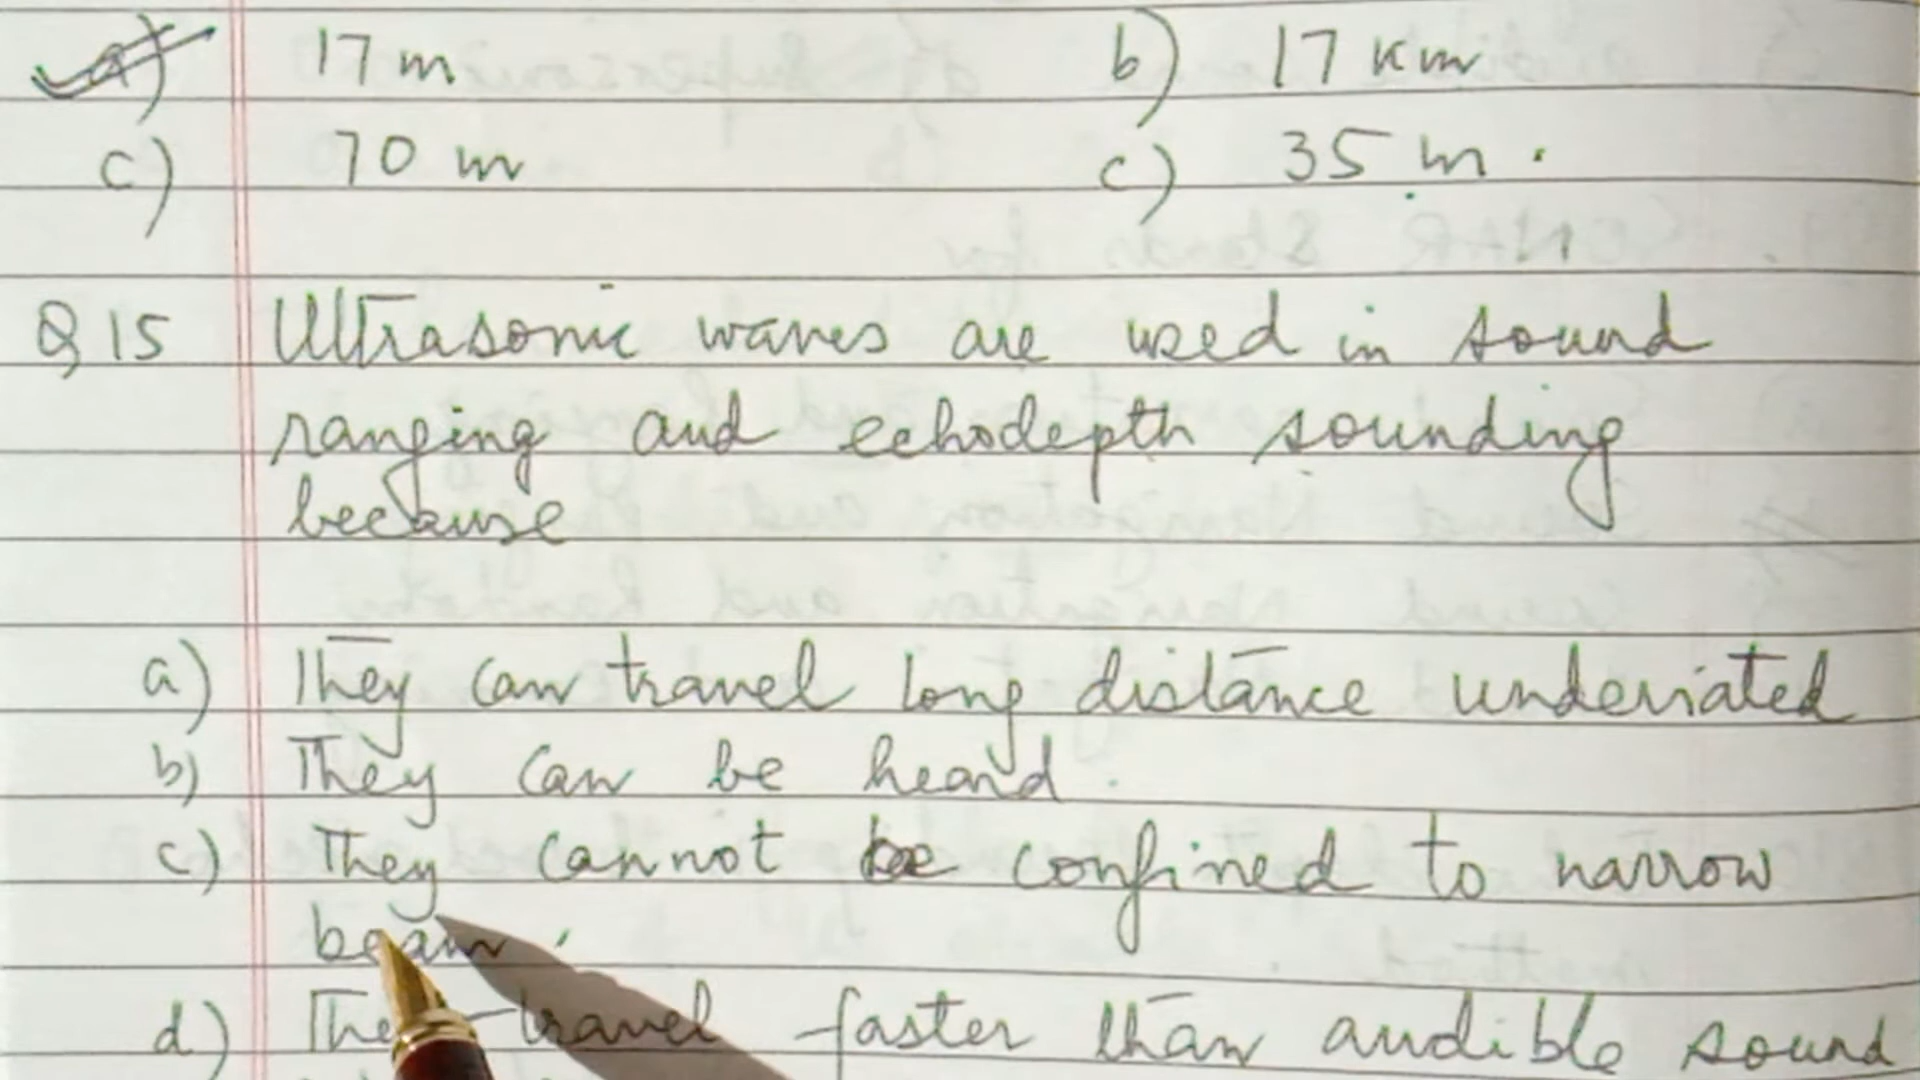 a) 17 m b) 17 Km
c) 70 m c) 35 m.
Q 15 Ultrasonic waves are used in sound
ranging and echodepth sounding
because
a) They can travel long distance undeviated
b) They can be heard.
c) They cannot be confined to narrow
beam.
d) They travel faster than audible sound